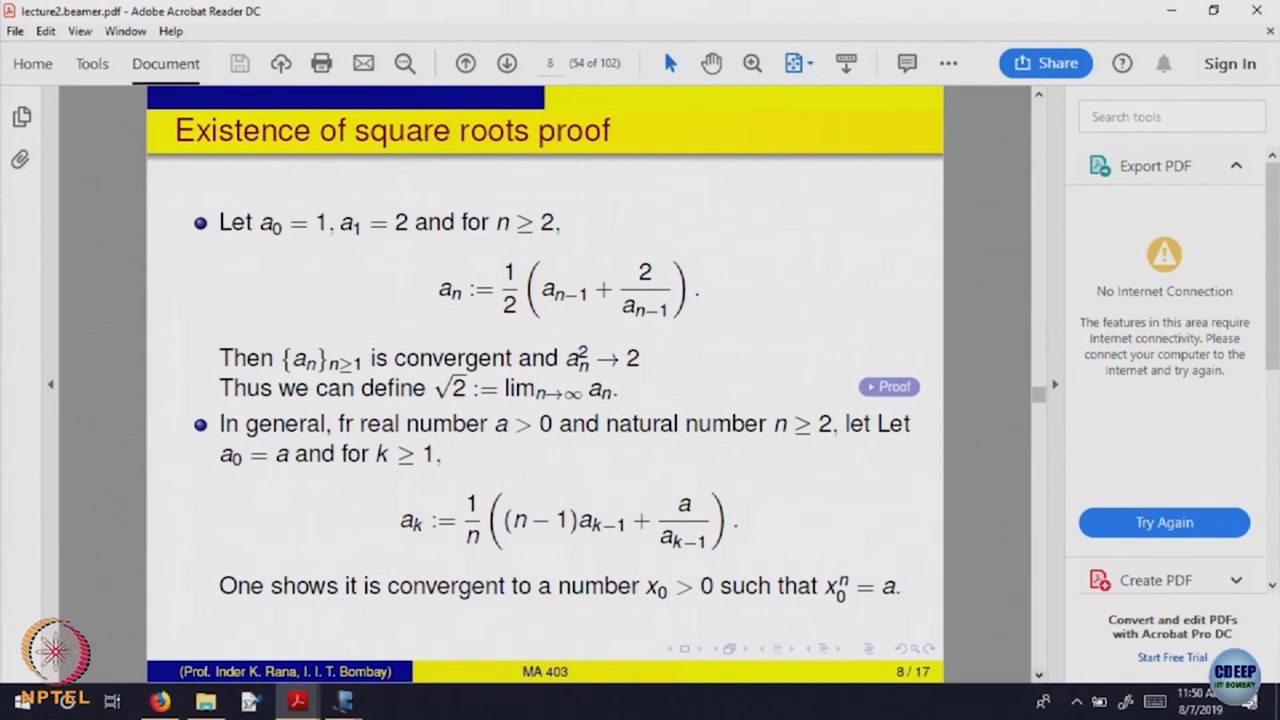 lecture2.beamer.pdf - Adobe Acrobat Reader DC
File Edit View Window Help
Home Tools Document 8 (54 of 102) Share Sign In
Existence of square roots proof
Let a₀ = 1, a₁ = 2 and for n ≥ 2,
aₙ := 1/2 ( aₙ₋₁ + 2/aₙ₋₁ ).
Then {aₙ}ₙ≥₁ is convergent and aₙ² → 2
Thus we can define √2 := limₙ→∞ aₙ.
Proof
In general, fr real number a > 0 and natural number n ≥ 2, let Let
a₀ = a and for k ≥ 1,
aₖ := 1/n ( (n − 1)aₖ₋₁ + a/aₖ₋₁ ).
One shows it is convergent to a number x₀ > 0 such that x₀ⁿ = a.
(Prof. Inder K. Rana, I. I. T. Bombay) MA 403 8 / 17
Search tools
Export PDF
No Internet Connection
The features in this area require
Internet connectivity. Please
connect your computer to the
Internet and try again.
Try Again
Create PDF
Convert and edit PDFs
with Acrobat Pro DC
Start Free Trial
NPTEL
CDEEP
IIT BOMBAY
11:50
8/7/2019